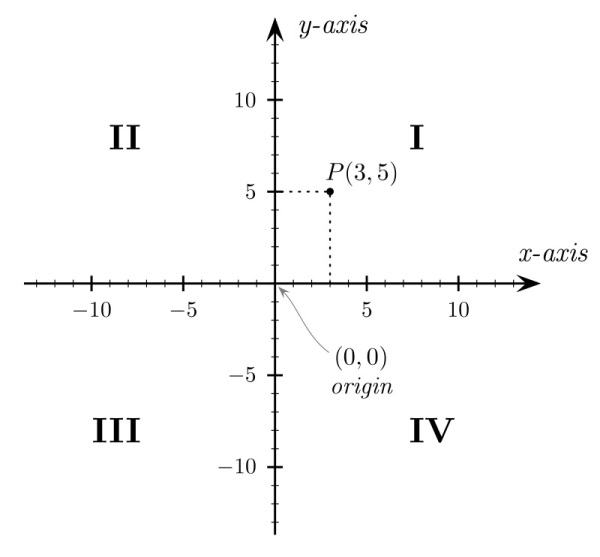 y-axis
10
II
I
P(3, 5)
5
x-axis
−10
−5
5
10
(0, 0)
origin
−5
III
IV
−10